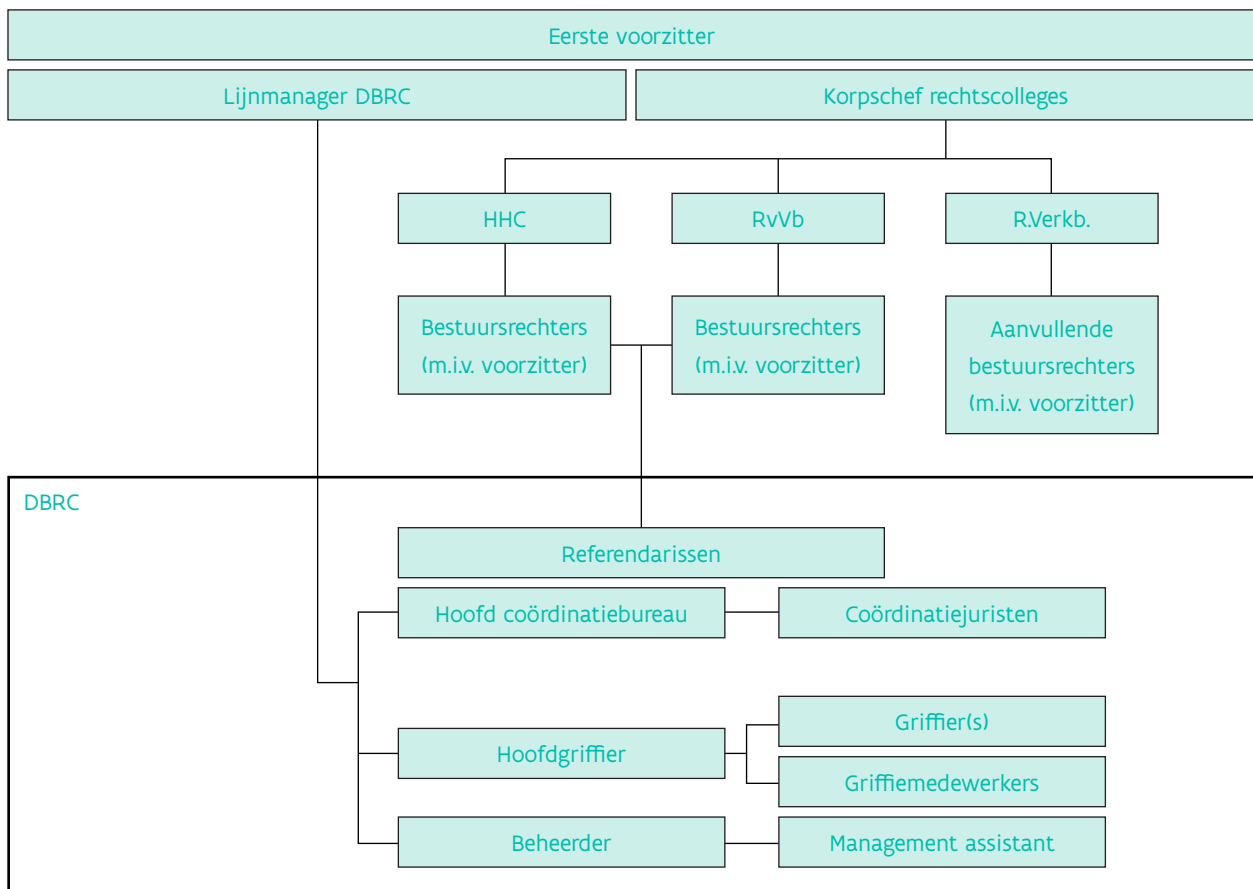 Eerste voorzitter
Lijnmanager DBRC
Korpschef rechtscolleges
HHC
RvVb
R.Verkb.
Bestuursrechters
(m.i.v. voorzitter)
Bestuursrechters
(m.i.v. voorzitter)
Aanvullende
bestuursrechters
(m.i.v. voorzitter)
DBRC
Referendarissen
Hoofd coördinatiebureau
Coördinatiejuristen
Hoofdgriffier
Griffier(s)
Griffiemedewerkers
Beheerder
Management assistant